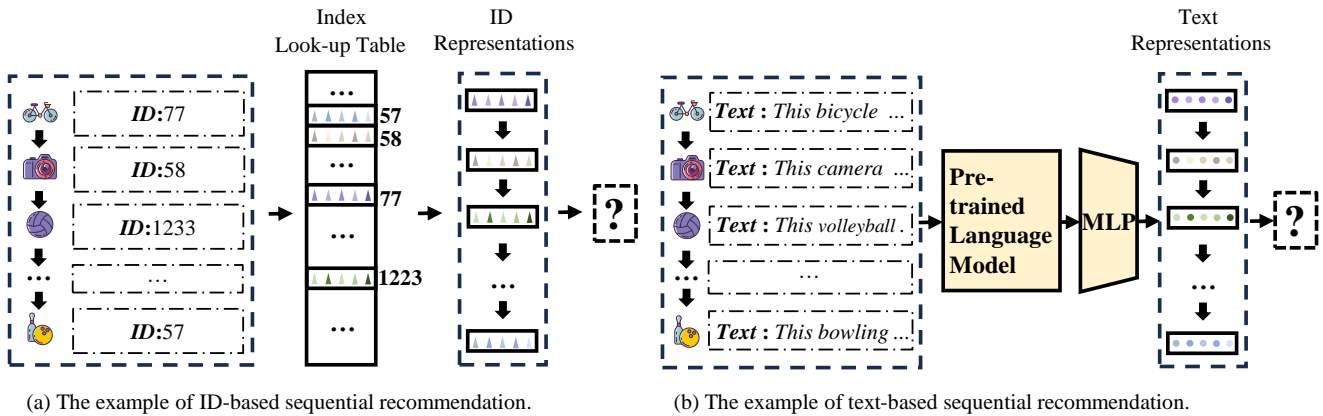 Index
Look-up Table
ID
Representations
ID:77
ID:58
ID:1233
...
...
ID:57
...
57
58
...
77
...
1223
...
...
?
Text
Representations
Text : This bicycle ...
Text : This camera ...
Text : This volleyball .
...
...
Text : This bowling ...
Pre-
trained
Language
Model
MLP
...
?
(a) The example of ID-based sequential recommendation.
(b) The example of text-based sequential recommendation.